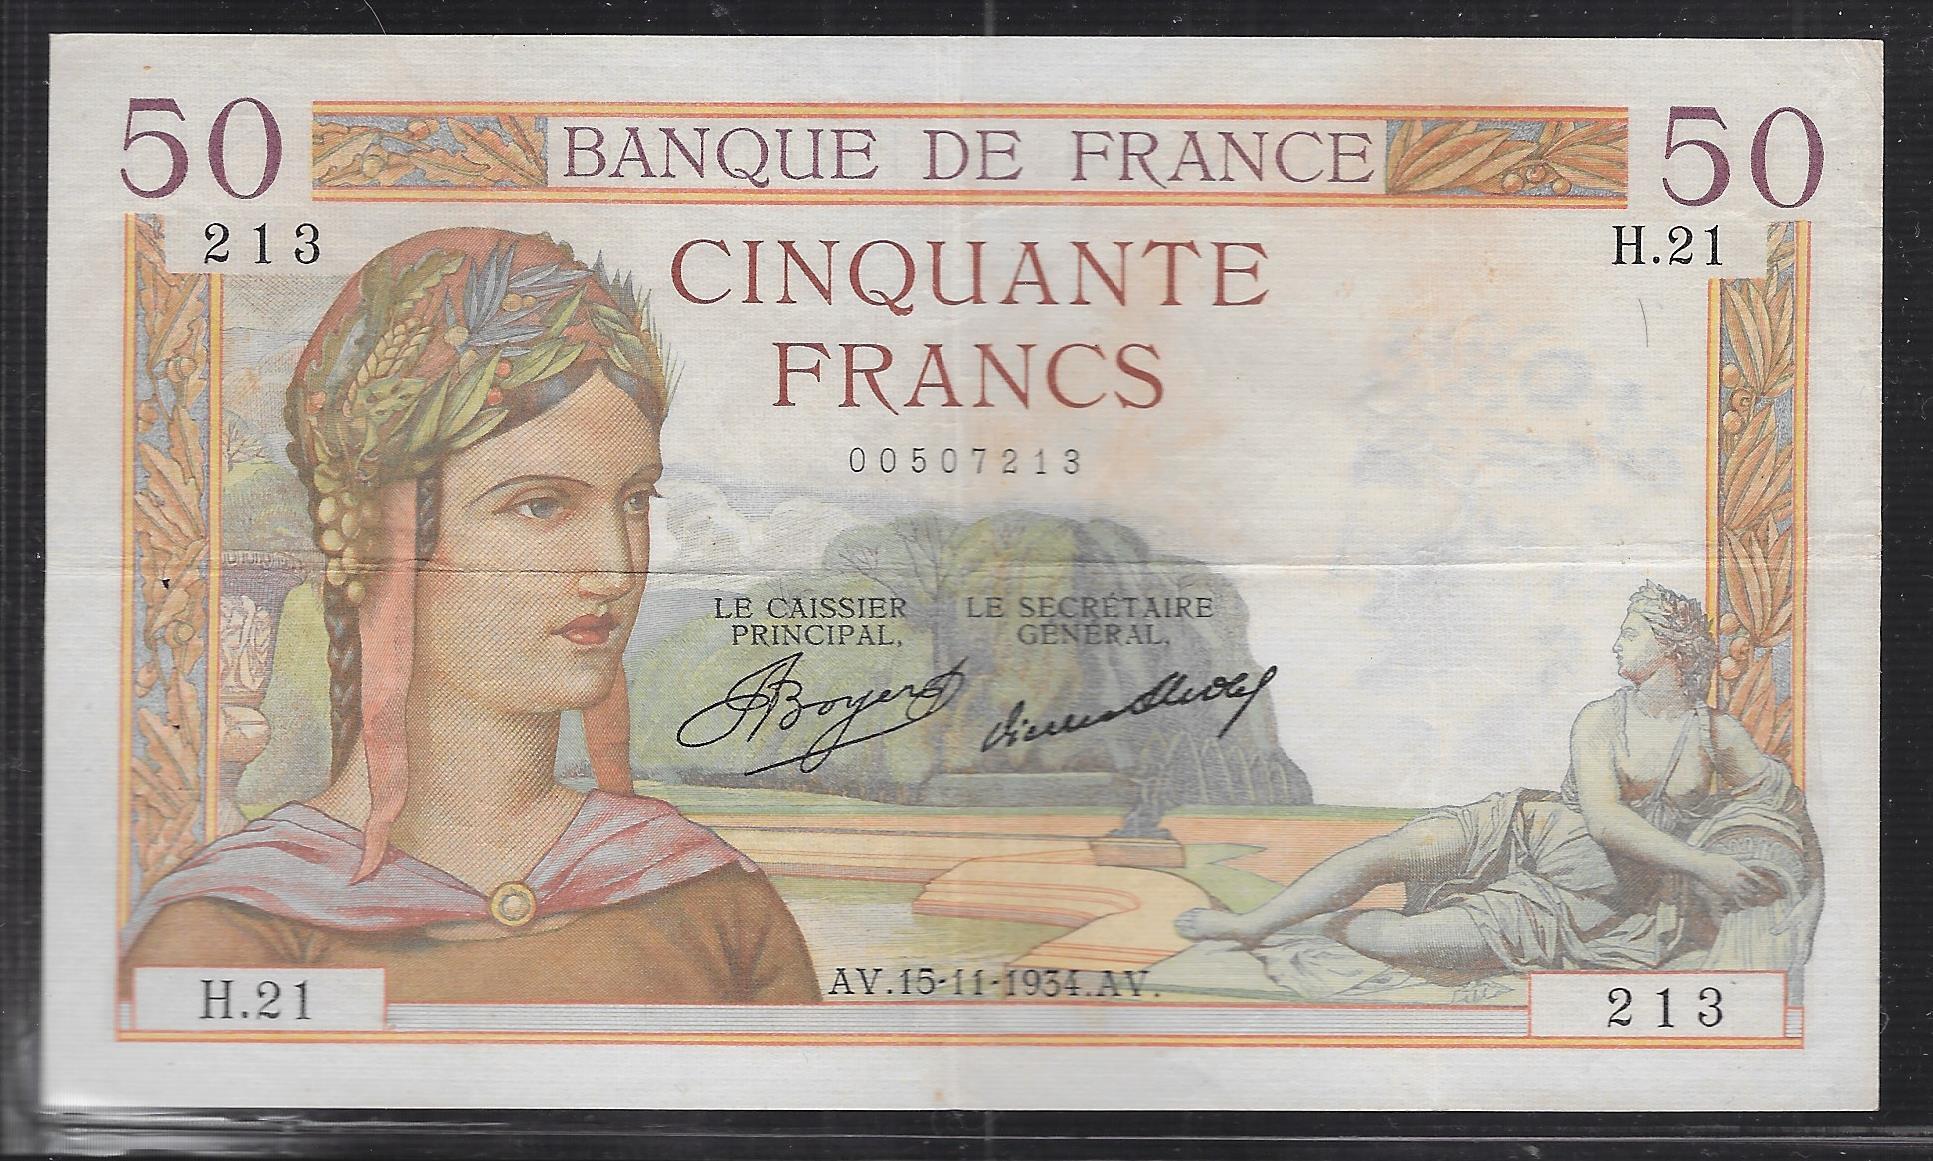 50 BANQUE DE FRANCE 50
213 H.21
CINQUANTE
FRANCS
00507213
LE CAISSIER
PRINCIPAL,
LE SECRÉTAIRE
GÉNÉRAL,
Boyer
AV.15-11-1934.AV.
H.21 213